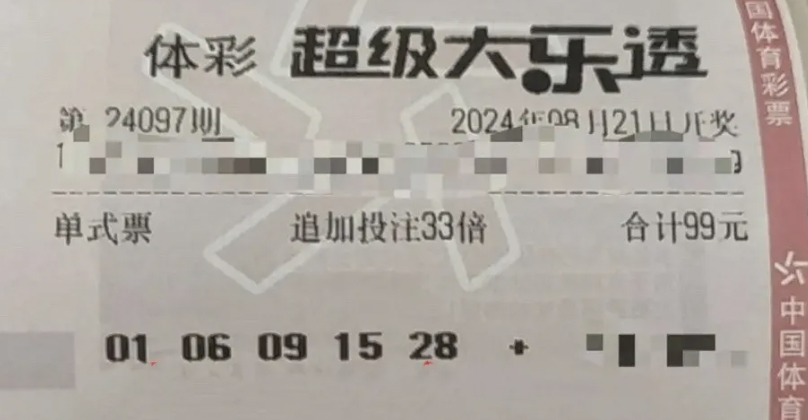 体彩 超级大乐透
第 24097期 2024年08月21日开奖
单式票 追加投注33倍 合计99元
01 06 09 15 28 +
国体育彩票
中国体育